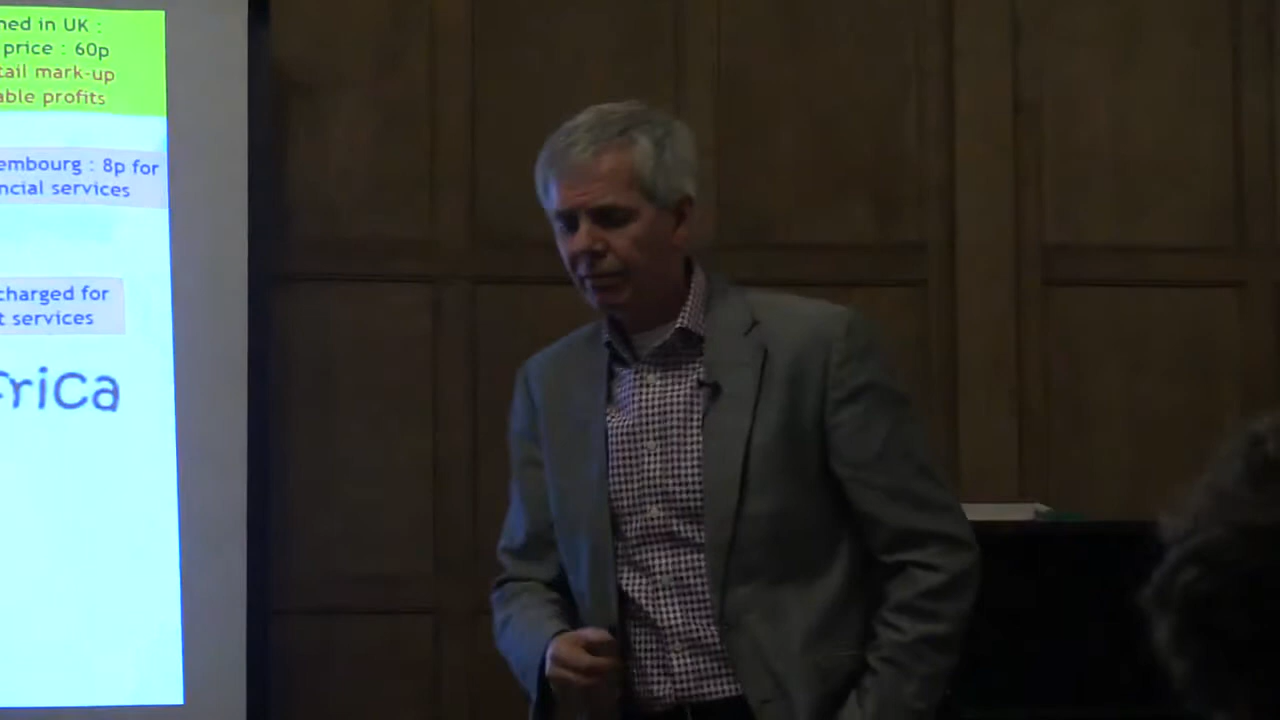 ned in UK :
price : 60p
tail mark-up
able profits
embourg : 8p for
ncial services
charged for
t services
frica